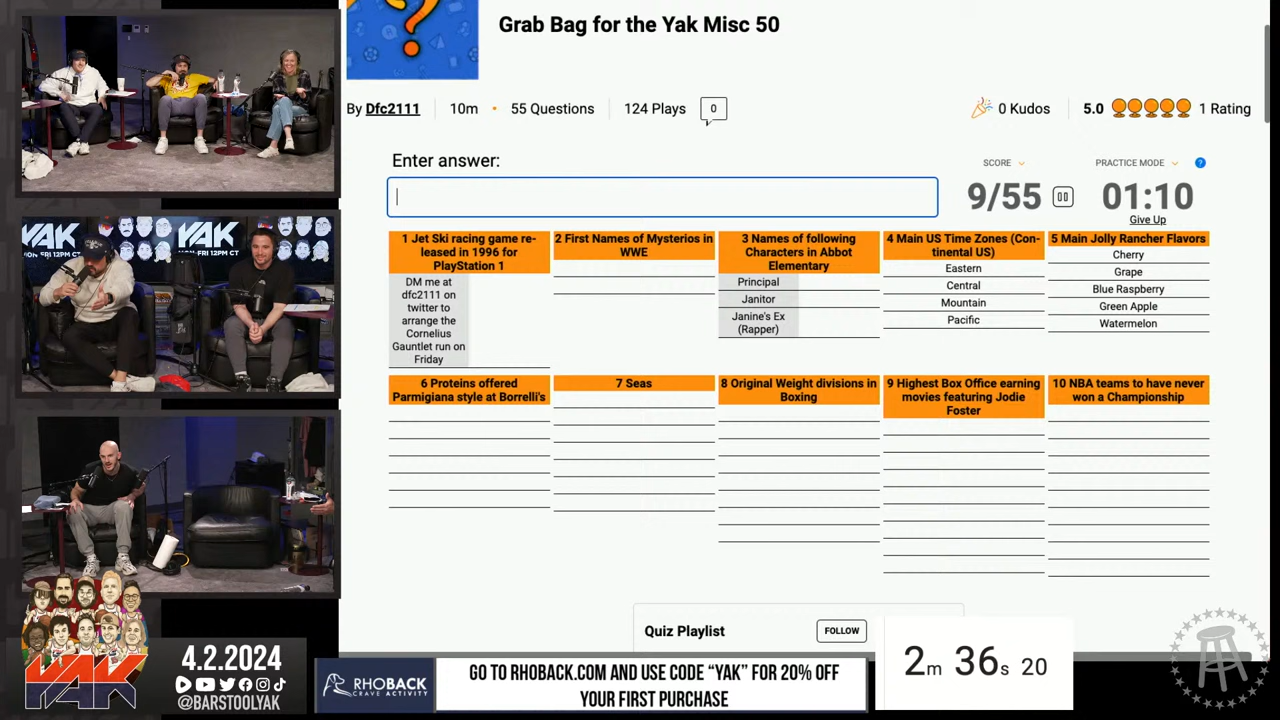 Grab Bag for the Yak Misc 50
By Dfc2111
10m • 55 Questions
124 Plays
0
0 Kudos
5.0
1 Rating
Enter answer:
SCORE
PRACTICE MODE
?
9/55
01:10
Give Up
1 Jet Ski racing game re-
leased in 1996 for
PlayStation 1
DM me at
dfc2111 on
twitter to
arrange the
Cornelius
Gauntlet run on
Friday
2 First Names of Mysterios in
WWE
3 Names of following
Characters in Abbot
Elementary
Principal
Janitor
Janine's Ex
(Rapper)
4 Main US Time Zones (Con-
tinental US)
Eastern
Central
Mountain
Pacific
5 Main Jolly Rancher Flavors
Cherry
Grape
Blue Raspberry
Green Apple
Watermelon
6 Proteins offered
Parmigiana style at Borrelli's
7 Seas
8 Original Weight divisions in
Boxing
9 Highest Box Office earning
movies featuring Jodie
Foster
10 NBA teams to have never
won a Championship
Quiz Playlist
FOLLOW
2m 36s 20
YAK
YAK
YAK
4.2.2024
@BARSTOOLYAK
RHOBACK
CRAVE ACTIVITY
GO TO RHOBACK.COM AND USE CODE “YAK” FOR 20% OFF
YOUR FIRST PURCHASE